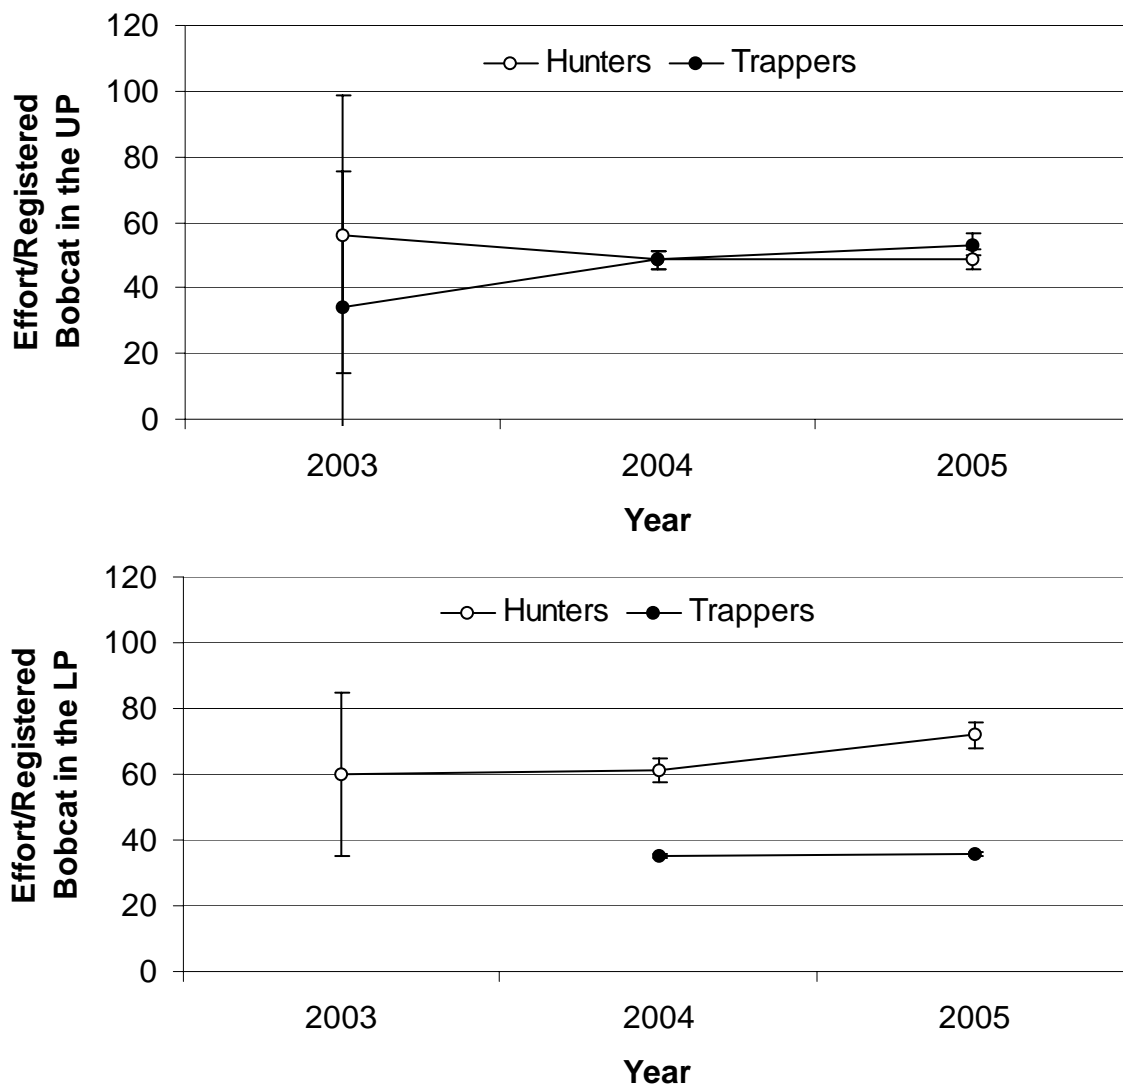 120
100
80
60
40
20
0
Effort/Registered
Bobcat in the UP
Hunters Trappers
2003 2004 2005
Year
120
100
80
60
40
20
0
Effort/Registered
Bobcat in the LP
Hunters Trappers
2003 2004 2005
Year